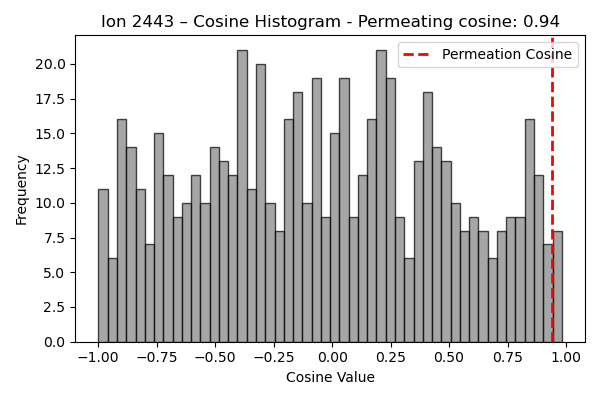 Ion 2443 – Cosine Histogram - Permeating cosine: 0.94
Permeation Cosine
20.0
17.5
15.0
12.5
10.0
7.5
5.0
2.5
0.0
Frequency
−1.00 −0.75 −0.50 −0.25 0.00 0.25 0.50 0.75 1.00
Cosine Value